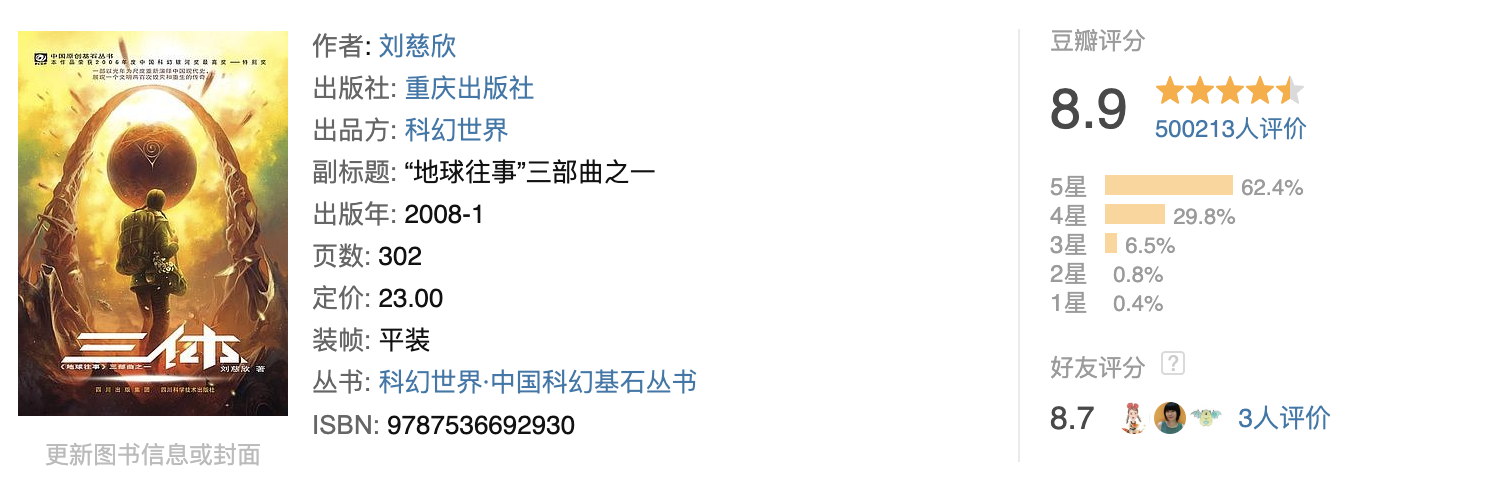 中国原创基石丛书
本作品荣获2006年度中国科幻银河奖最高奖——特别奖
一部以光年为尺度重新演绎中国现代史,
展现一个文明两百次毁灭和重生的传奇。
三体
《地球往事》三部曲之一
刘慈欣 著
四川出版集团 四川科学技术出版社
更新图书信息或封面
作者: 刘慈欣
出版社: 重庆出版社
出品方: 科幻世界
副标题: “地球往事”三部曲之一
出版年: 2008-1
页数: 302
定价: 23.00
装帧: 平装
丛书: 科幻世界·中国科幻基石丛书
ISBN: 9787536692930
豆瓣评分
8.9
500213人评价
5星 62.4%
4星 29.8%
3星 6.5%
2星 0.8%
1星 0.4%
好友评分 ?
8.7 3人评价